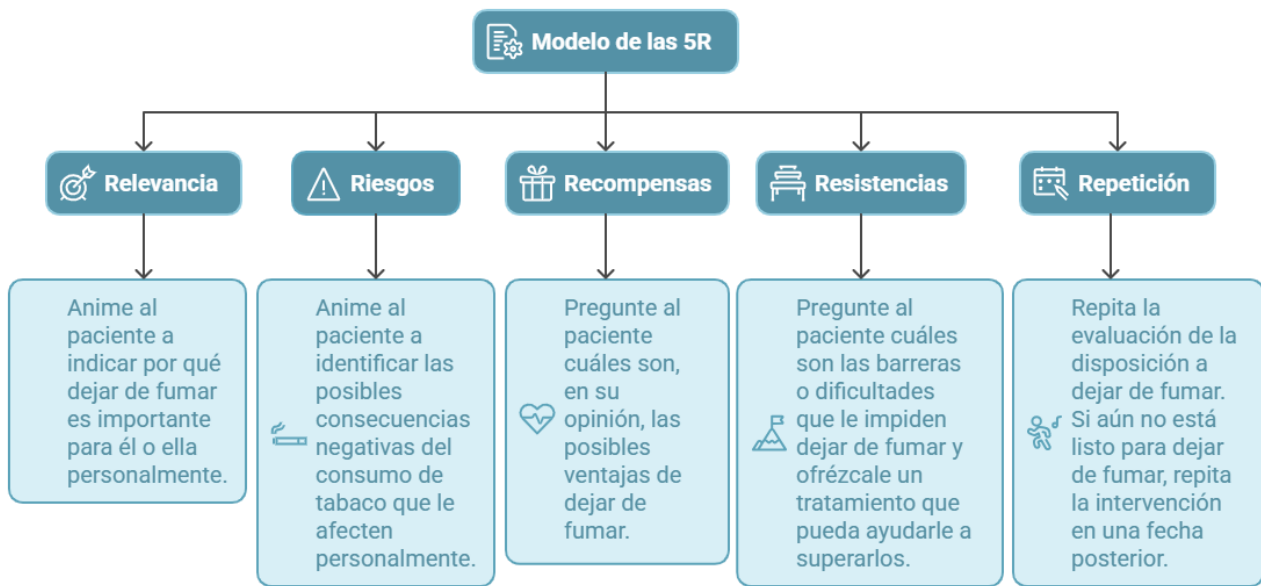 Modelo de las 5R
Relevancia
Riesgos
Recompensas
Resistencias
Repetición
Anime al
paciente a
indicar por qué
dejar de fumar
es importante
para él o ella
personalmente.
Anime al
paciente a
identificar las
posibles
consecuencias
negativas del
consumo de
tabaco que le
afecten
personalmente.
Pregunte al
paciente
cuáles son,
en su
opinión, las
posibles
ventajas de
dejar de
fumar.
Pregunte al
paciente cuáles
son las barreras
o dificultades
que le impiden
dejar de fumar y
ofrézcale un
tratamiento que
pueda ayudarle a
superarlos.
Repita la
evaluación de la
disposición a
dejar de fumar.
Si aún no está
listo para dejar
de fumar, repita
la intervención
en una fecha
posterior.